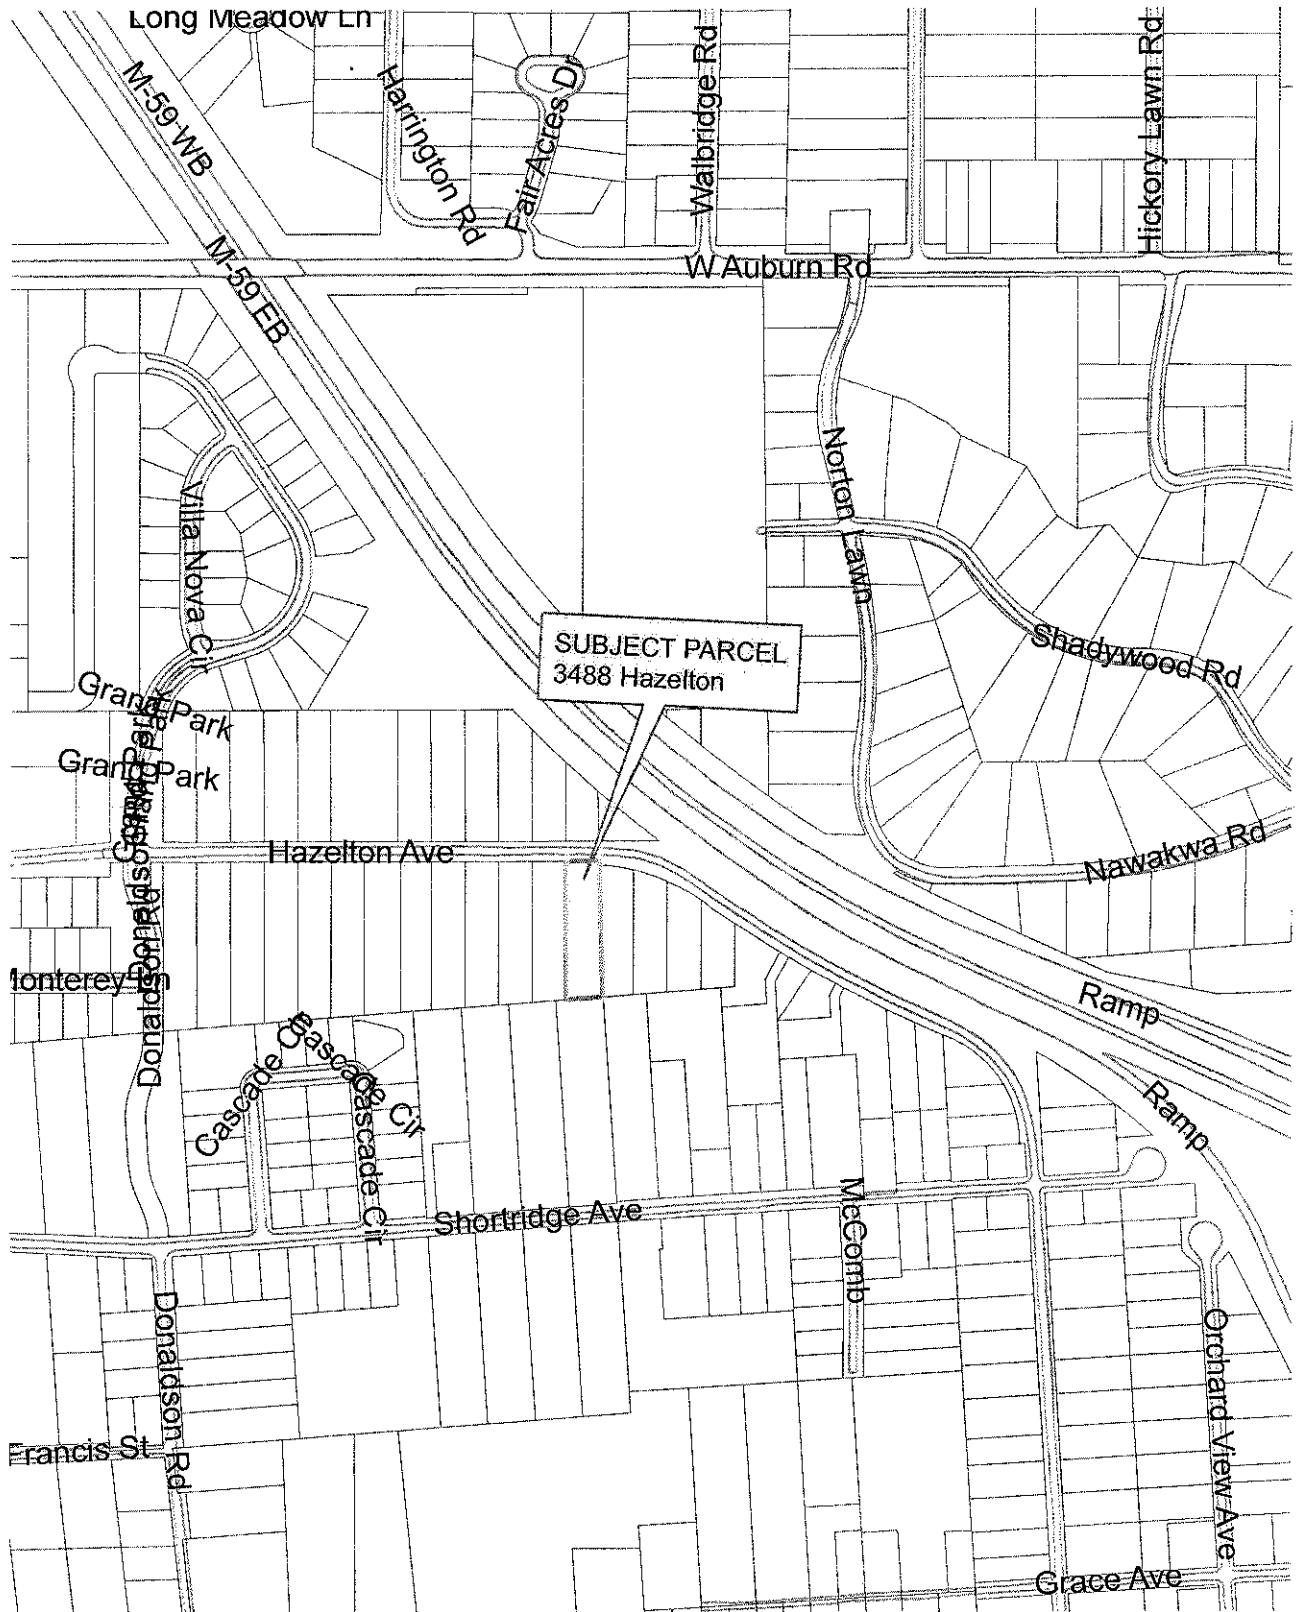 Long Meadow Ln
M-59 WB
Harrington Rd
Fair Acres Dr
Walbridge Rd
Hickory Lawn Rd
M-59 EB
W Auburn Rd
Norton Lawn
Villa Nova Cir
SUBJECT PARCEL
3488 Hazelton
Shadywood Rd
Grand Park
Grand Park
Hazelton Ave
Nawakwa Rd
Donaldson Rd
Ramp
Cascade Cir
Cascade Cir
Cascade Cir
Ramp
Shortridge Ave
McComb
Donaldson Rd
Orchard View Ave
Francis St
Grace Ave